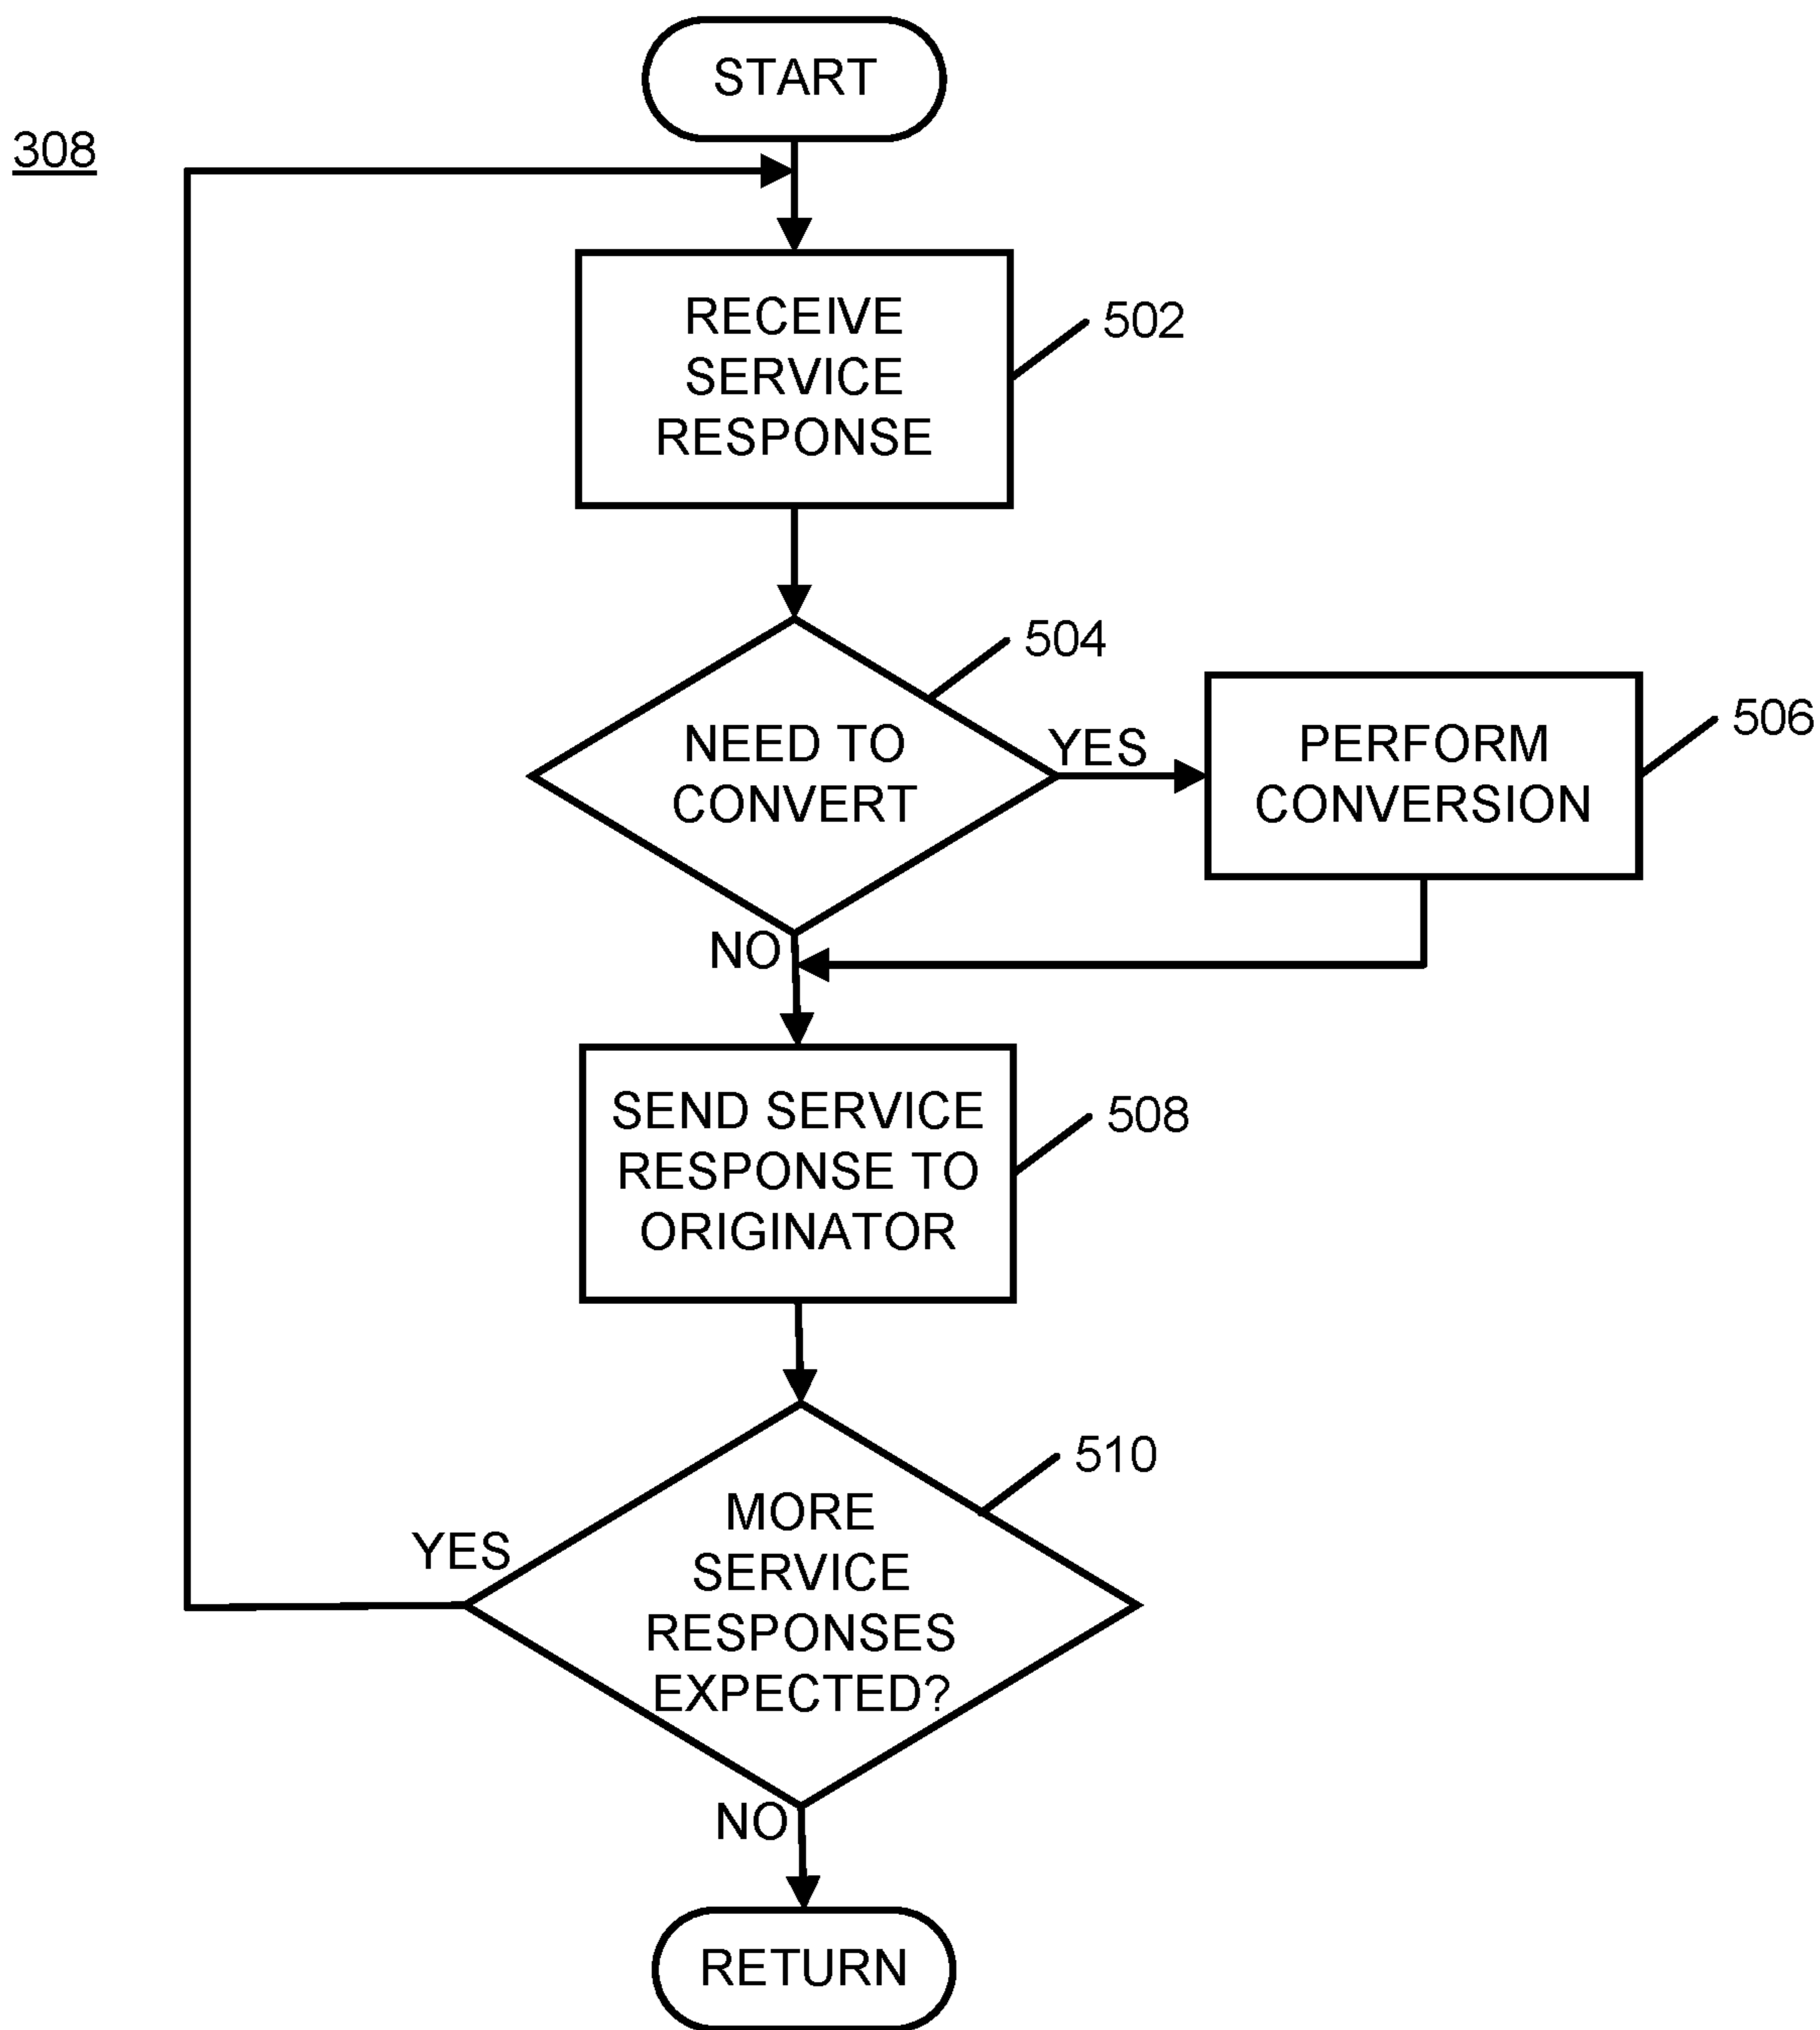 START
308
RECEIVE
SERVICE
RESPONSE
502
504
NEED TO
CONVERT
YES
PERFORM
CONVERSION
506
NO
SEND SERVICE
RESPONSE TO
ORIGINATOR
508
510
MORE
SERVICE
RESPONSES
EXPECTED?
YES
NO
RETURN